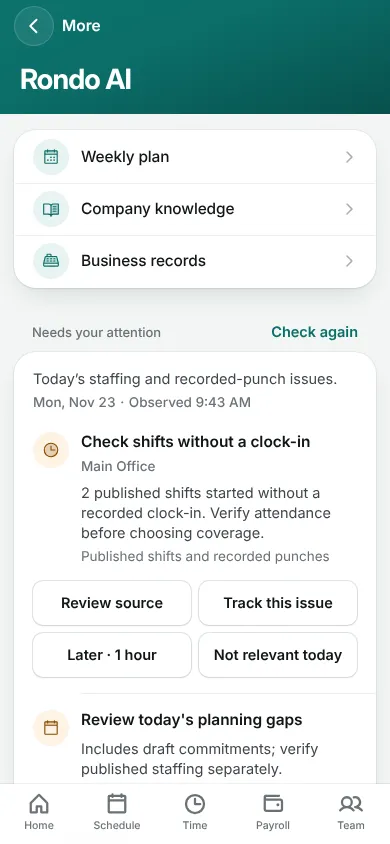 More
Rondo AI
Weekly plan
Company knowledge
Business records
Needs your attention
Check again
Today's staffing and recorded-punch issues.
Mon, Nov 23 · Observed 9:43 AM
Check shifts without a clock-in
Main Office
2 published shifts started without a
recorded clock-in. Verify attendance
before choosing coverage.
Published shifts and recorded punches
Review source
Track this issue
Later · 1 hour
Not relevant today
Review today's planning gaps
Includes draft commitments; verify
published staffing separately.
Home
Schedule
Time
Payroll
Team